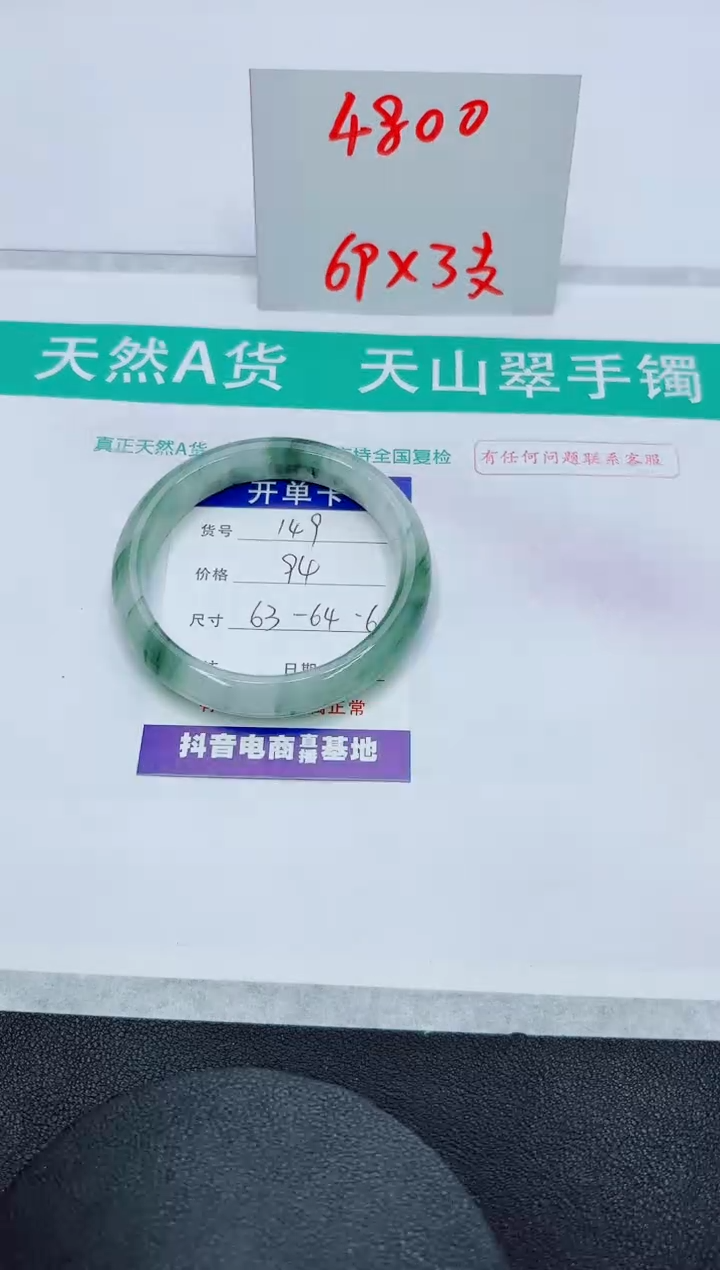 4800
69×3支
天然A货 天山翠手镯
真正天然A货 持全国复检 有任何问题联系客服
开单卡
货号 149
价格 94
尺寸 63-64-6
日期
正常
抖音电商直播基地